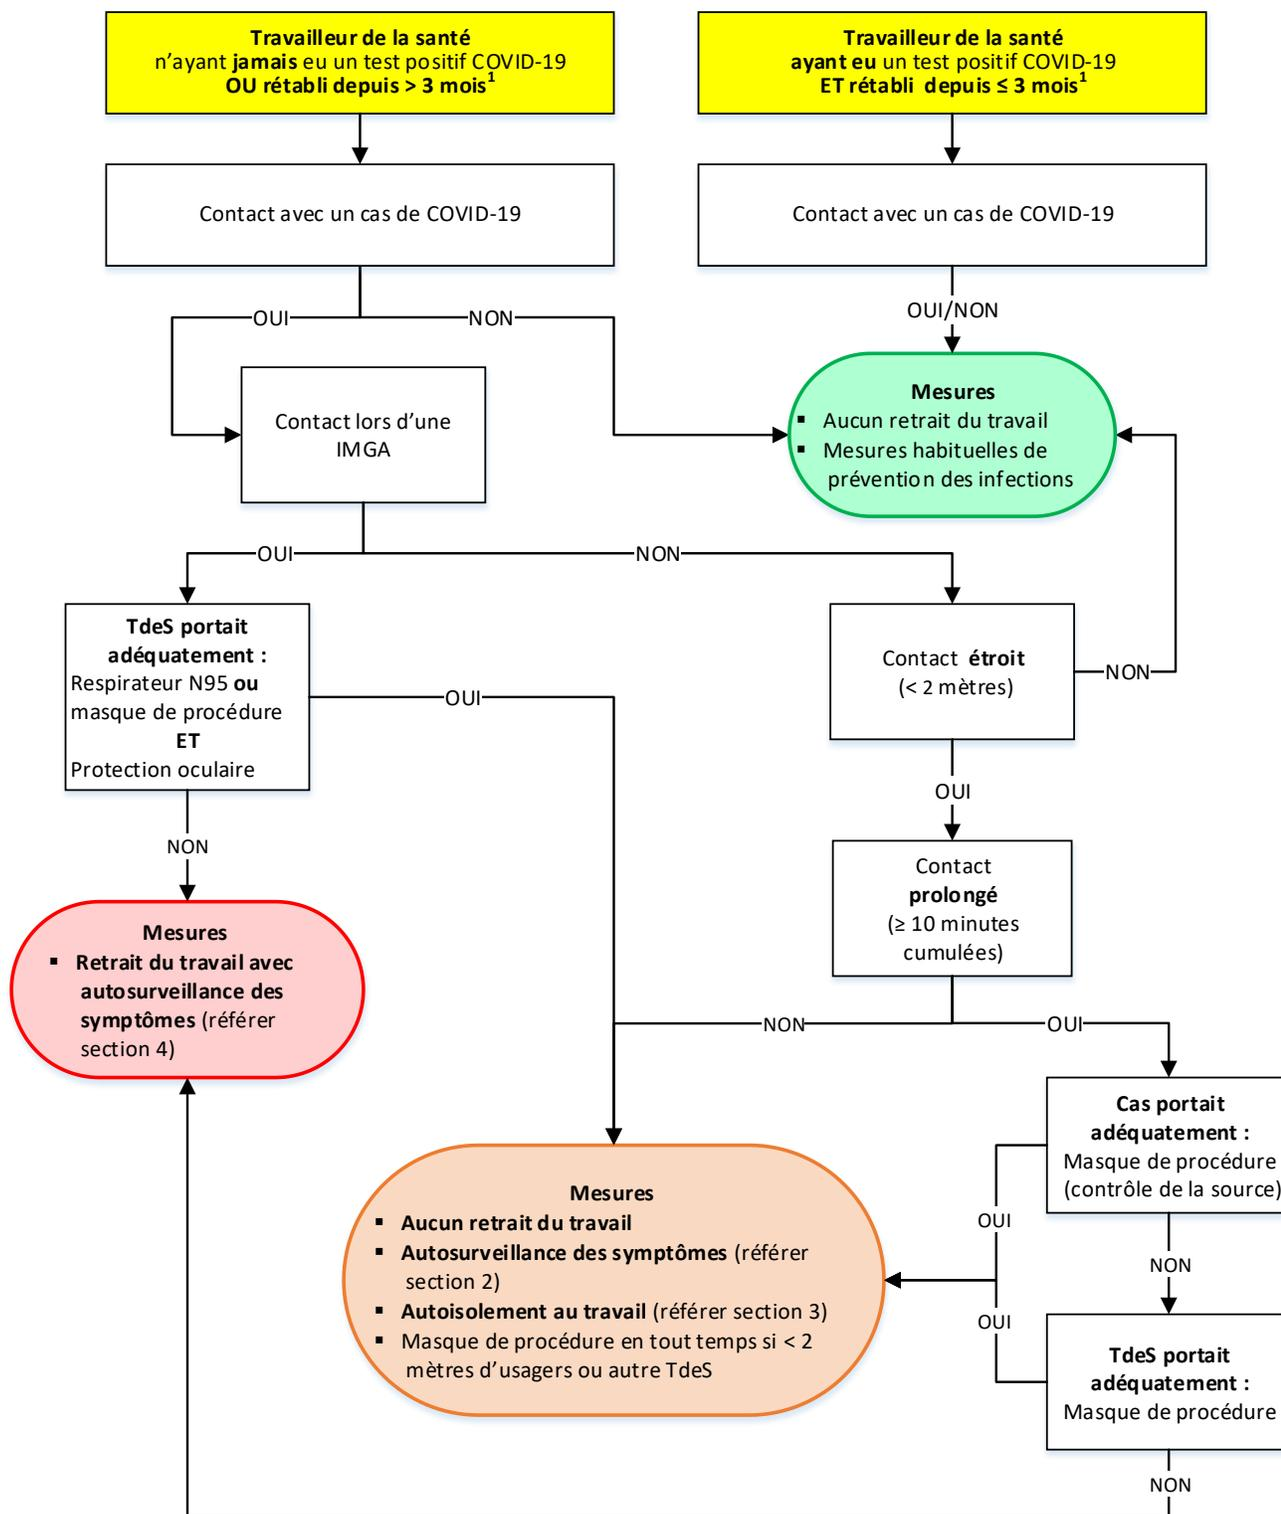 Travailleur de la santé
n’ayant jamais eu un test positif COVID-19
OU rétabli depuis > 3 mois1
Travailleur de la santé
ayant eu un test positif COVID-19
ET rétabli depuis ≤ 3 mois1
Contact avec un cas de COVID-19
Contact avec un cas de COVID-19
OUI
NON
OUI/NON
Contact lors d’une
IMGA
Mesures
▪ Aucun retrait du travail
▪ Mesures habituelles de
prévention des infections
OUI
NON
TdeS portait
adéquatement :
Respirateur N95 ou
masque de procédure
ET
Protection oculaire
OUI
Contact étroit
(< 2 mètres)
NON
NON
OUI
Contact
prolongé
(≥ 10 minutes
cumulées)
Mesures
▪ Retrait du travail avec
autosurveillance des
symptômes (référer
section 4)
NON
OUI
Cas portait
adéquatement :
Masque de procédure
(contrôle de la source)
Mesures
▪ Aucun retrait du travail
▪ Autosurveillance des symptômes (référer
section 2)
▪ Autoisolement au travail (référer section 3)
▪ Masque de procédure en tout temps si < 2
mètres d’usagers ou autre TdeS
OUI
NON
OUI
TdeS portait
adéquatement :
Masque de procédure
NON